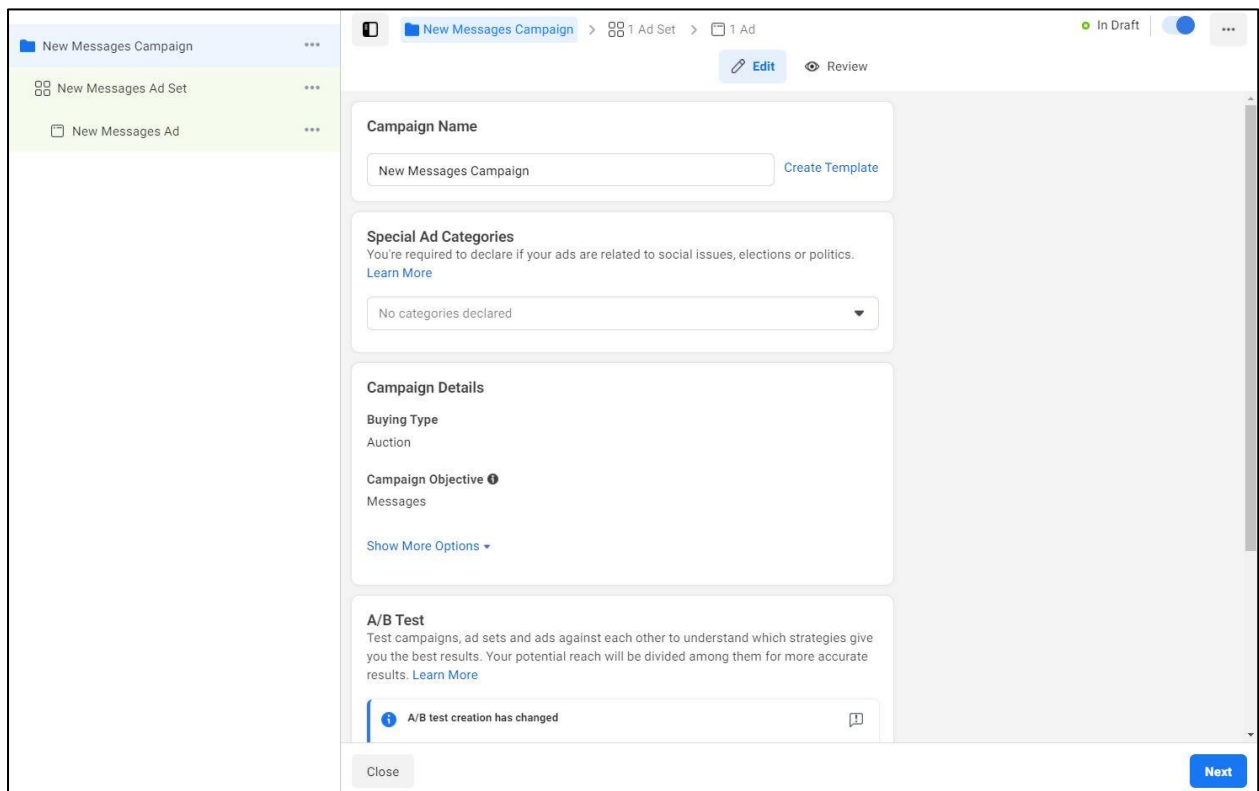 New Messages Campaign
New Messages Ad Set
New Messages Ad
New Messages Campaign > 1 Ad Set > 1 Ad
In Draft
Edit
Review
Campaign Name
New Messages Campaign
Create Template
Special Ad Categories
You're required to declare if your ads are related to social issues, elections or politics.
Learn More
No categories declared
Campaign Details
Buying Type
Auction
Campaign Objective
Messages
Show More Options
A/B Test
Test campaigns, ad sets and ads against each other to understand which strategies give
you the best results. Your potential reach will be divided among them for more accurate
results. Learn More
A/B test creation has changed
Close
Next